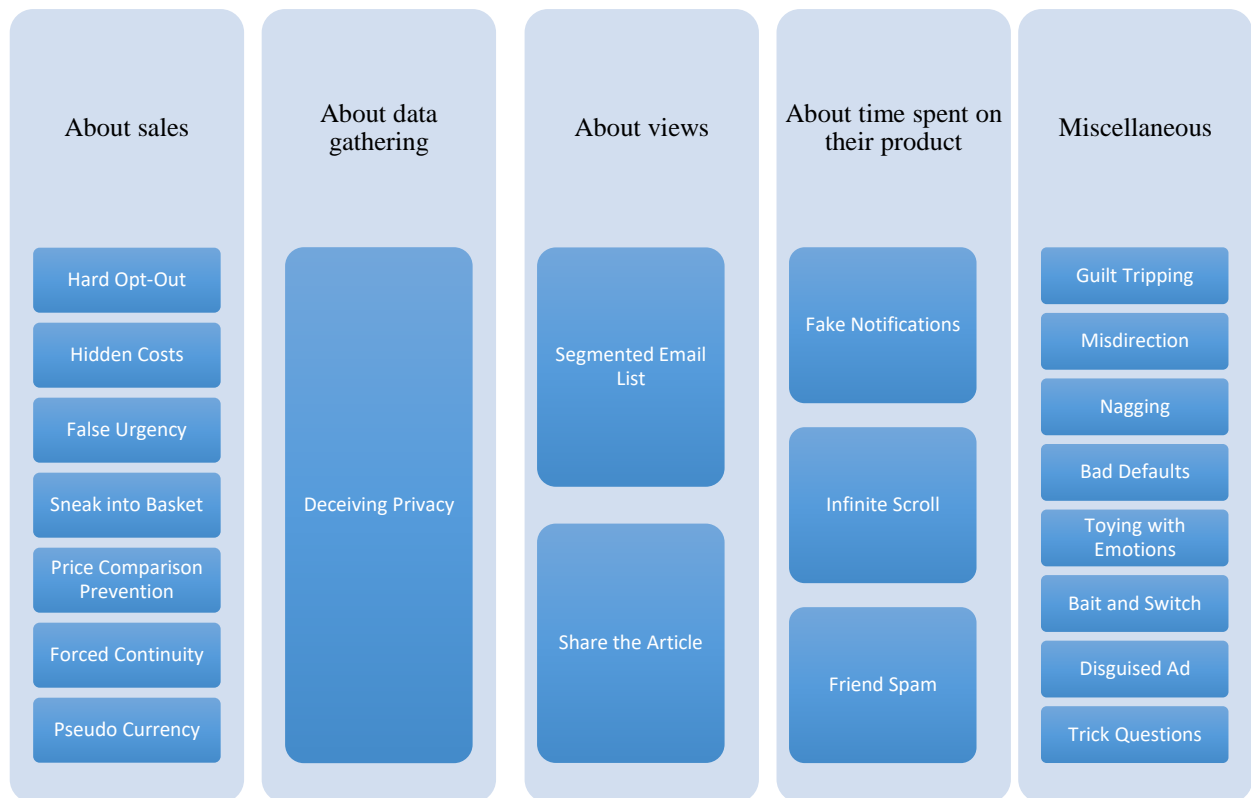 About sales
Hard Opt-Out
Hidden Costs
False Urgency
Sneak into Basket
Price Comparison
Prevention
Forced Continuity
Pseudo Currency
About data
gathering
Deceiving Privacy
About views
Segmented Email
List
Share the Article
About time spent on
their product
Fake Notifications
Infinite Scroll
Friend Spam
Miscellaneous
Guilt Tripping
Misdirection
Nagging
Bad Defaults
Toying with
Emotions
Bait and Switch
Disguised Ad
Trick Questions